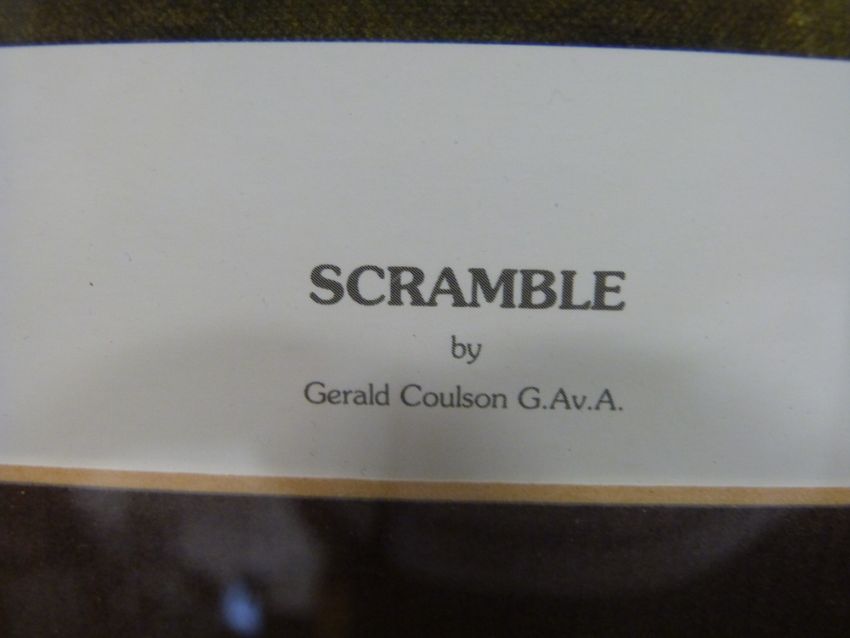 SCRAMBLE
by
Gerald Coulson G.Av.A.